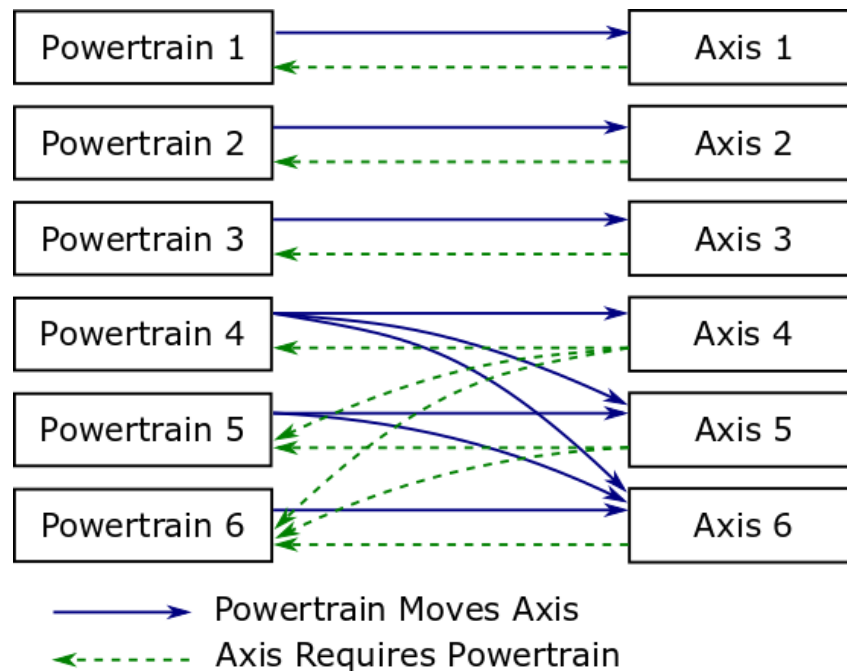 Powertrain 1
Axis 1
Powertrain 2
Axis 2
Powertrain 3
Axis 3
Powertrain 4
Axis 4
Powertrain 5
Axis 5
Powertrain 6
Axis 6
Powertrain Moves Axis
Axis Requires Powertrain